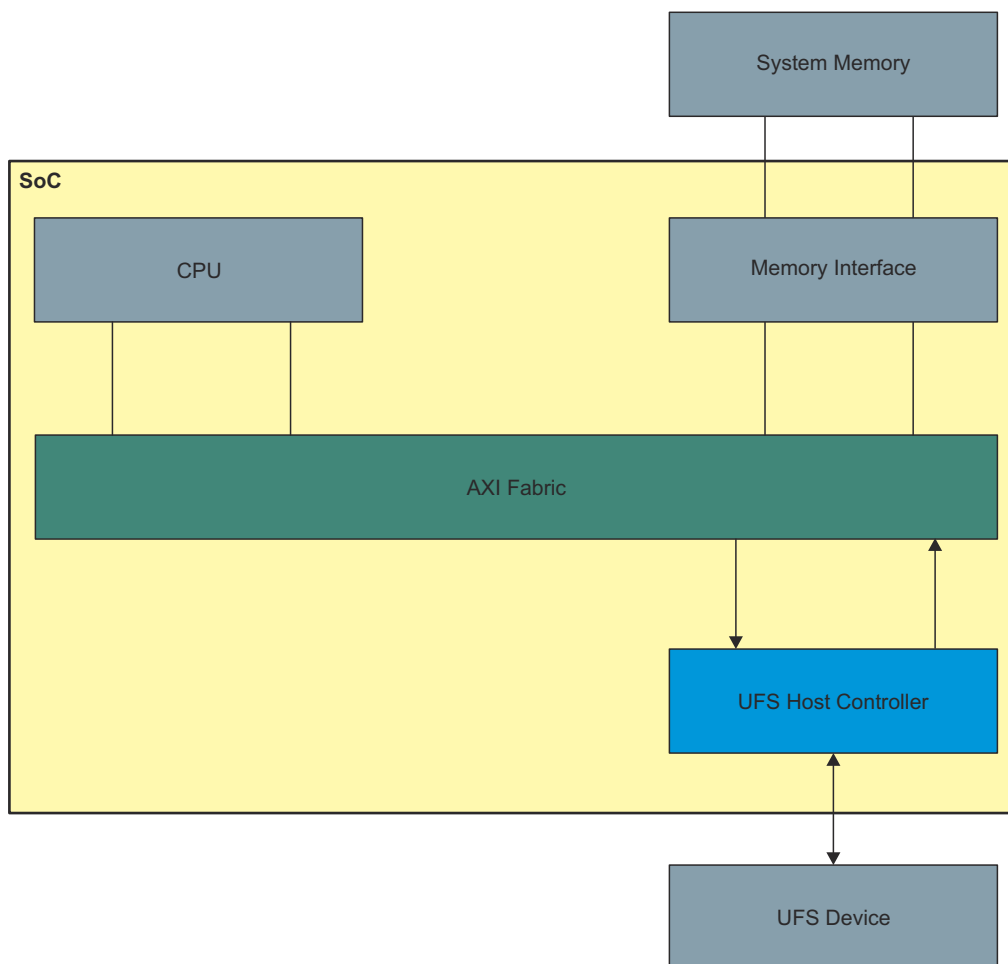 System Memory
SoC
CPU
Memory Interface
AXI Fabric
UFS Host Controller
UFS Device